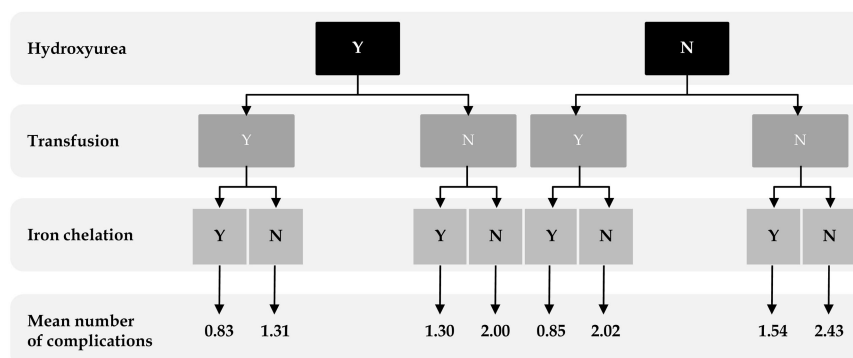 Hydroxyurea Y N
Transfusion Y N Y N
Iron chelation Y N Y N Y N Y N
Mean number
of complications 0.83 1.31 1.30 2.00 0.85 2.02 1.54 2.43